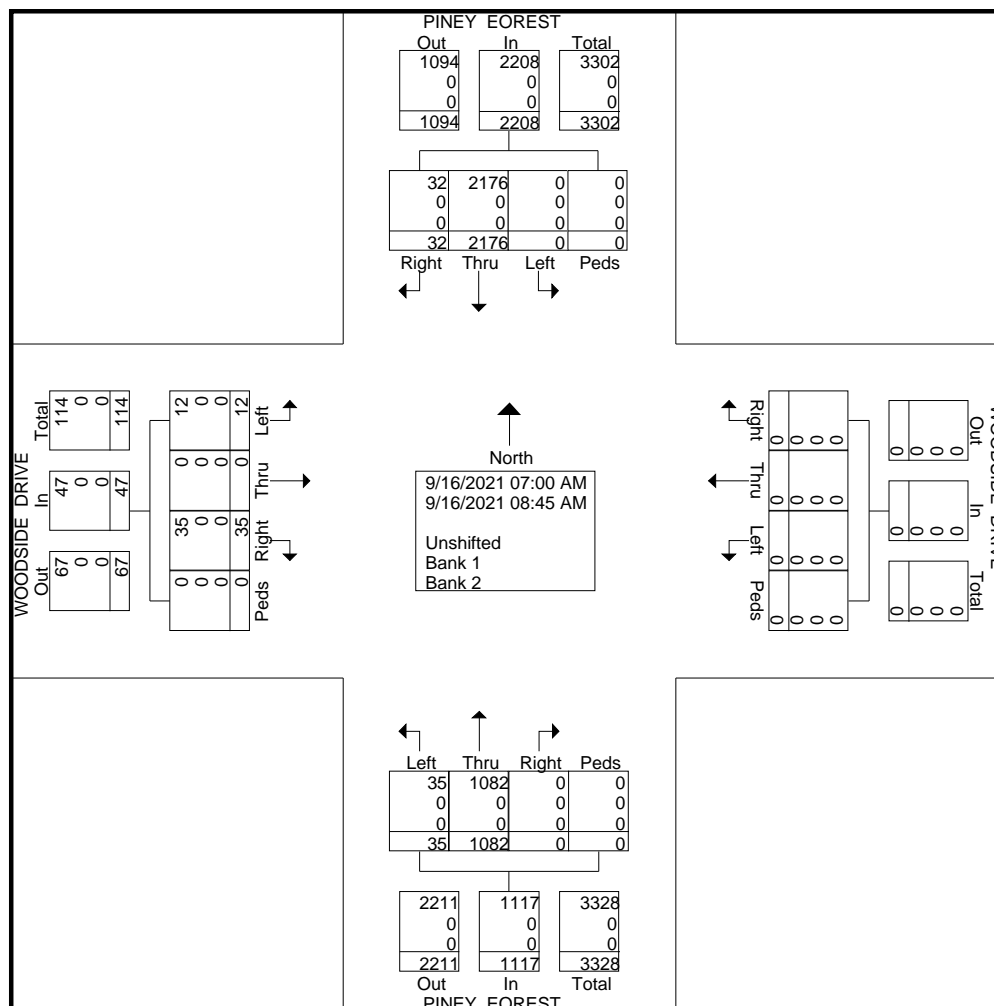 PINEY EOREST
Out In Total
1094 2208 3302
0 0 0
0 0 0
1094 2208 3302
32 2176 0 0
0 0 0 0
0 0 0 0
32 2176 0 0
Right Thru Left Peds
WOODSIDE DRIVE
Total In Out
114 47 67
0 0 0
0 0 0
114 47 67
12 0 35 0
0 0 0 0
0 0 0 0
12 0 35 0
Left Thru Right Peds
North
9/16/2021 07:00 AM
9/16/2021 08:45 AM
Unshifted
Bank 1
Bank 2
Right Thru Left Peds
0 0 0 0
0 0 0 0
0 0 0 0
0 0 0 0
Out In Total
0 0 0
0 0 0
0 0 0
0 0 0
Left Thru Right Peds
35 1082 0 0
0 0 0 0
0 0 0 0
35 1082 0 0
2211 1117 3328
0 0 0
0 0 0
2211 1117 3328
Out In Total
PINEY EOREST